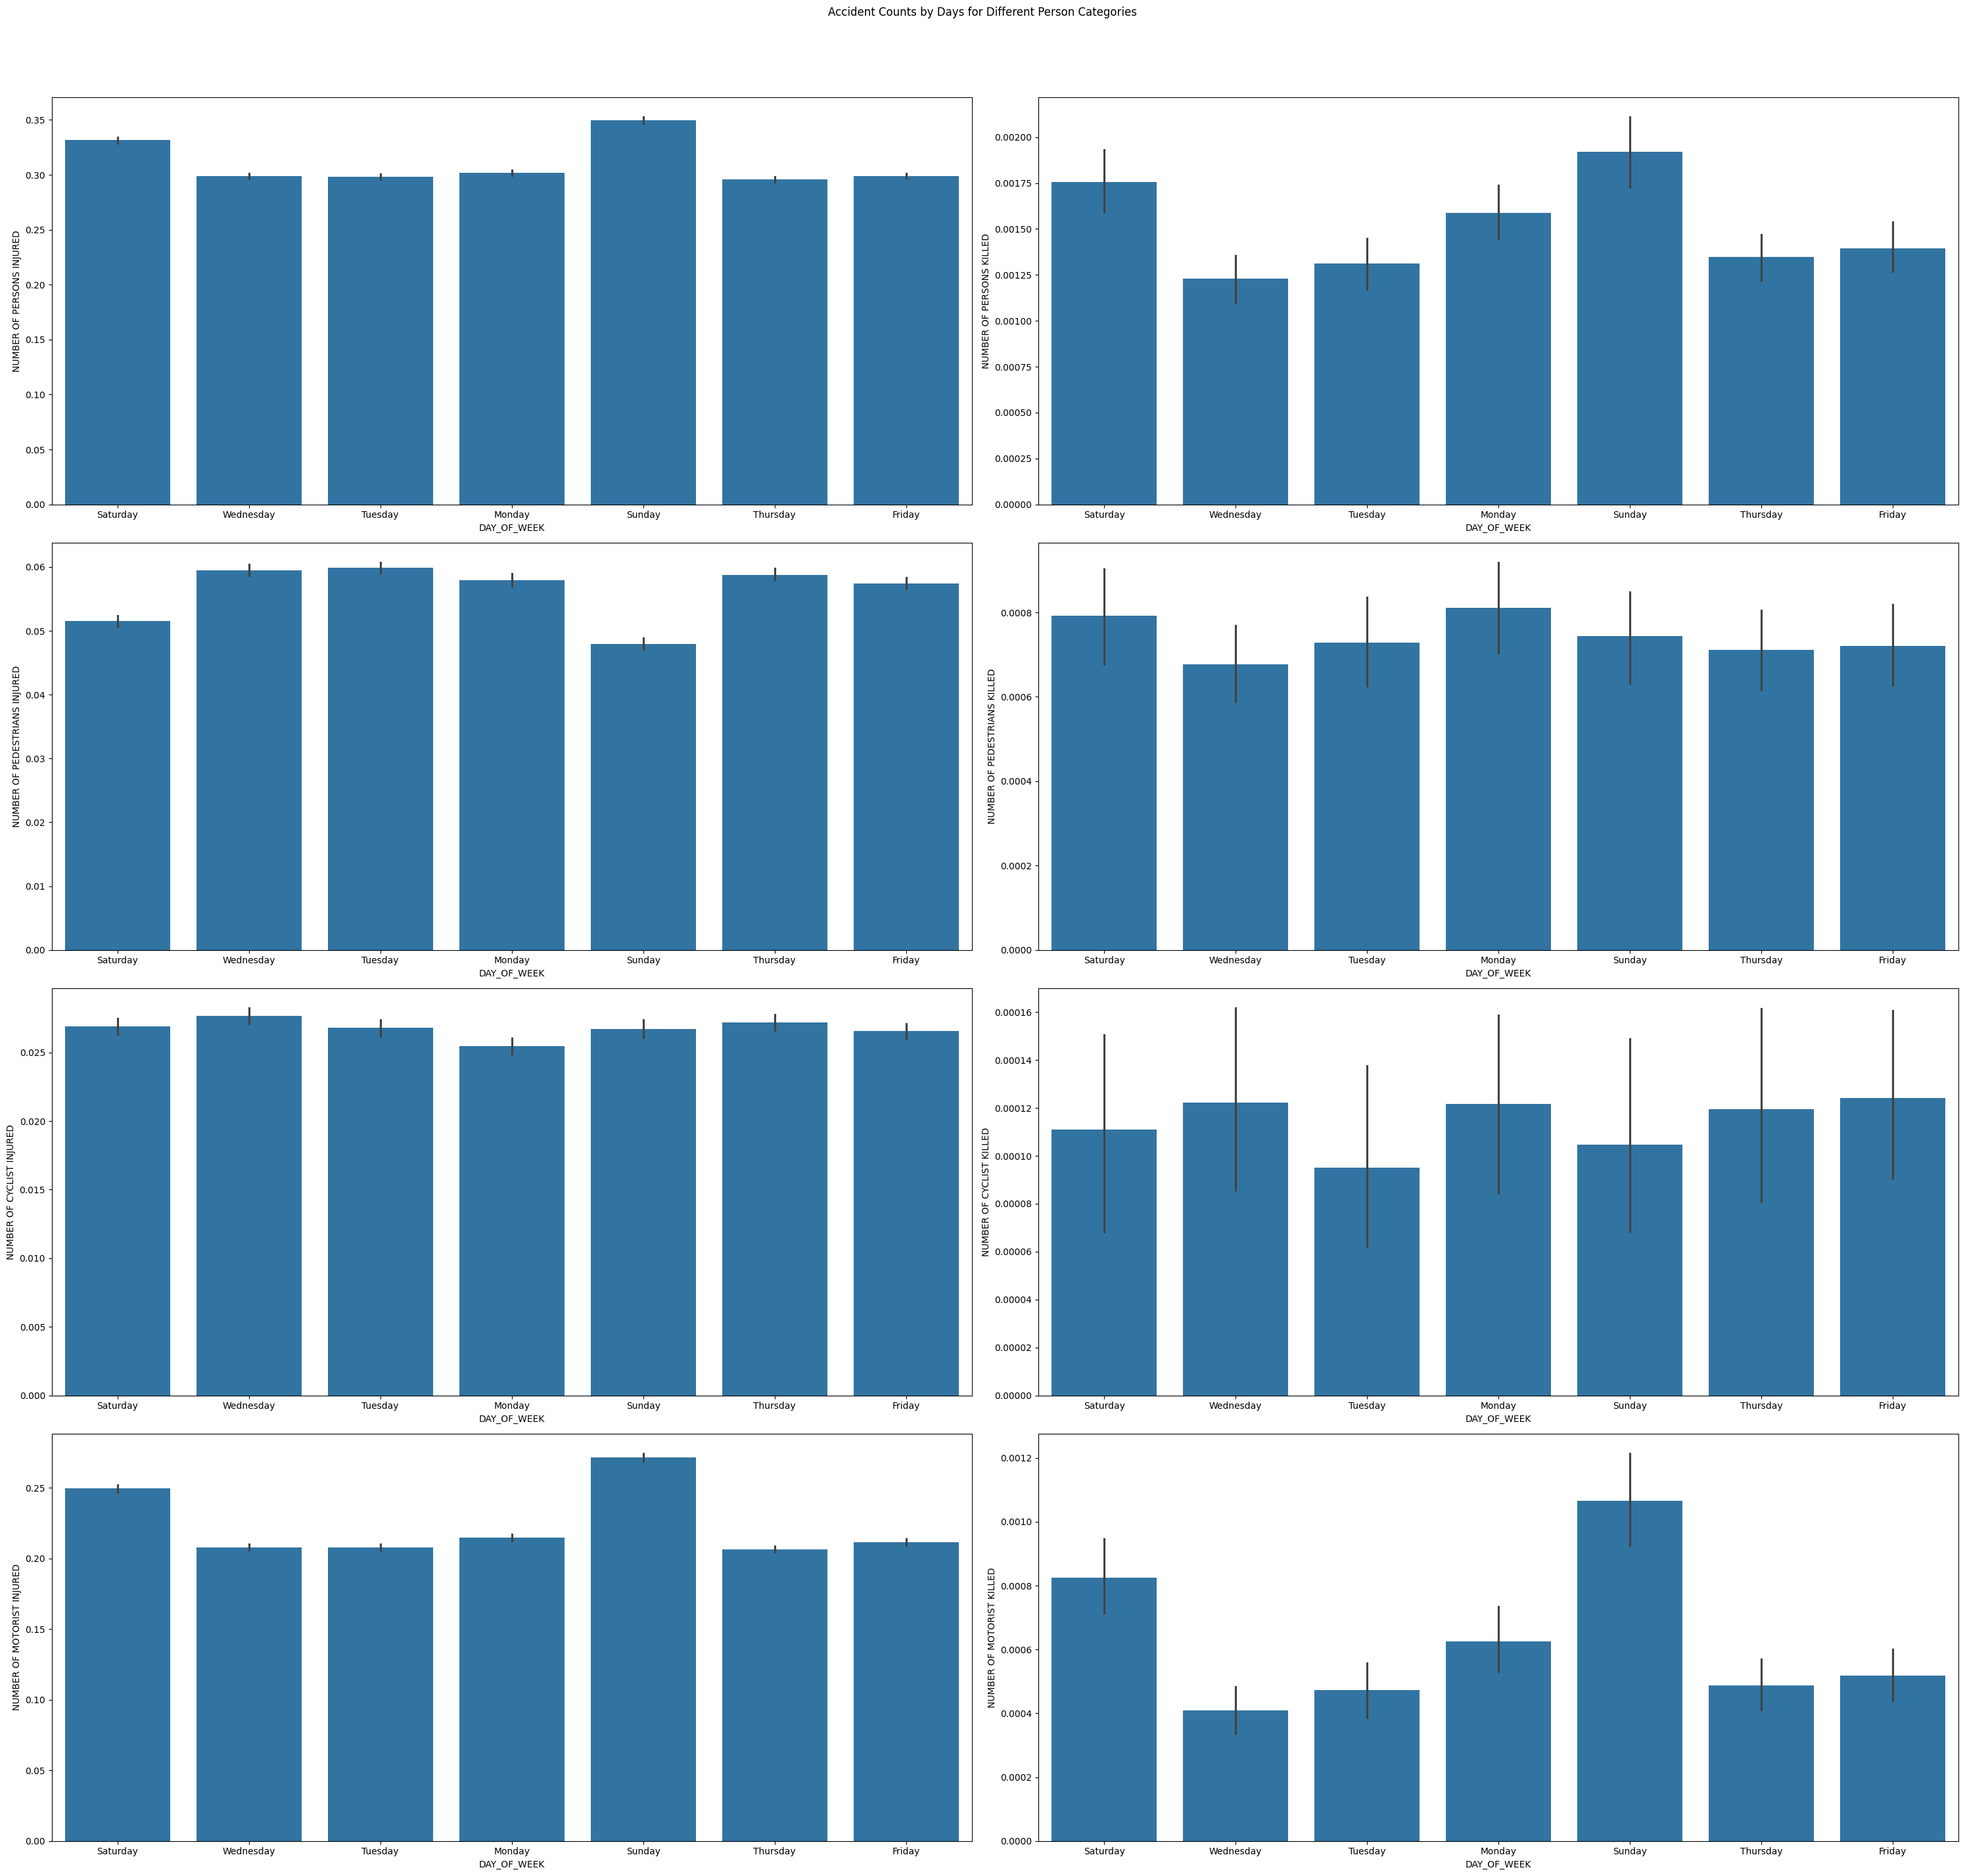 Accident Counts by Days for Different Person Categories
NUMBER OF PERSONS INJURED
0.35
0.30
0.25
0.20
0.15
0.10
0.05
0.00
Saturday Wednesday Tuesday Monday Sunday Thursday Friday
DAY_OF_WEEK
NUMBER OF PERSONS KILLED
0.00200
0.00175
0.00150
0.00125
0.00100
0.00075
0.00050
0.00025
0.00000
Saturday Wednesday Tuesday Monday Sunday Thursday Friday
DAY_OF_WEEK
NUMBER OF PEDESTRIANS INJURED
0.06
0.05
0.04
0.03
0.02
0.01
0.00
Saturday Wednesday Tuesday Monday Sunday Thursday Friday
DAY_OF_WEEK
NUMBER OF PEDESTRIANS KILLED
0.0008
0.0006
0.0004
0.0002
0.0000
Saturday Wednesday Tuesday Monday Sunday Thursday Friday
DAY_OF_WEEK
NUMBER OF CYCLIST INJURED
0.025
0.020
0.015
0.010
0.005
0.000
Saturday Wednesday Tuesday Monday Sunday Thursday Friday
DAY_OF_WEEK
NUMBER OF CYCLIST KILLED
0.00016
0.00014
0.00012
0.00010
0.00008
0.00006
0.00004
0.00002
0.00000
Saturday Wednesday Tuesday Monday Sunday Thursday Friday
DAY_OF_WEEK
NUMBER OF MOTORIST INJURED
0.25
0.20
0.15
0.10
0.05
0.00
Saturday Wednesday Tuesday Monday Sunday Thursday Friday
DAY_OF_WEEK
NUMBER OF MOTORIST KILLED
0.0012
0.0010
0.0008
0.0006
0.0004
0.0002
0.0000
Saturday Wednesday Tuesday Monday Sunday Thursday Friday
DAY_OF_WEEK